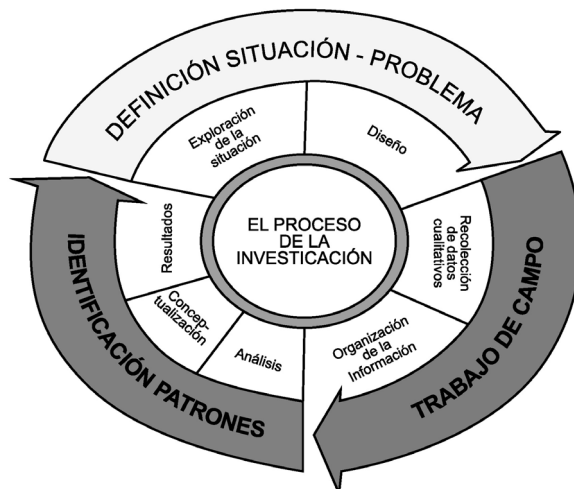 DEFINICIÓN SITUACIÓN - PROBLEMA
Exploración
de la
situación
Diseño
Recolección
de datos
cualitativos
Organización
de la
Información
TRABAJO DE CAMPO
Análisis
Concep-
tualización
Resultados
IDENTIFICACIÓN PATRONES
EL PROCESO
DE LA
INVESTICACIÓN